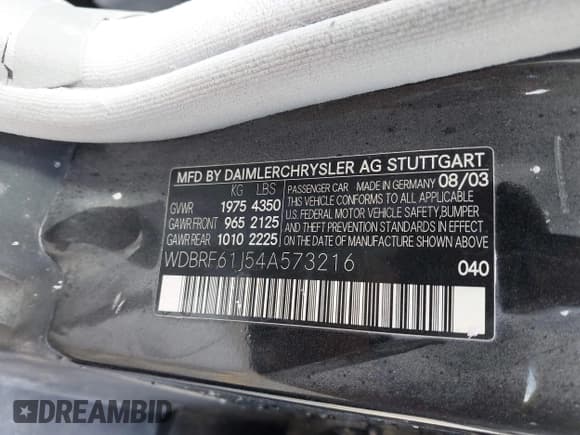 MFD BY DAIMLERCHRYSLER AG STUTTGART
KG LBS
GVWR 1975 4350
GAWR FRONT 965 2125
GAWR REAR 1010 2225
PASSENGER CAR MADE IN GERMANY 08/03
THIS VEHICLE CONFORMS TO ALL APPLICABLE
U.S. FEDERAL MOTOR VEHICLE SAFETY,BUMPER
AND THEFT PREVENTION STANDARDS IN EFFECT
ON THE DATE OF MANUFACTURE SHOWN ABOVE.
WDBRF61J54A573216
040
DREAMBID